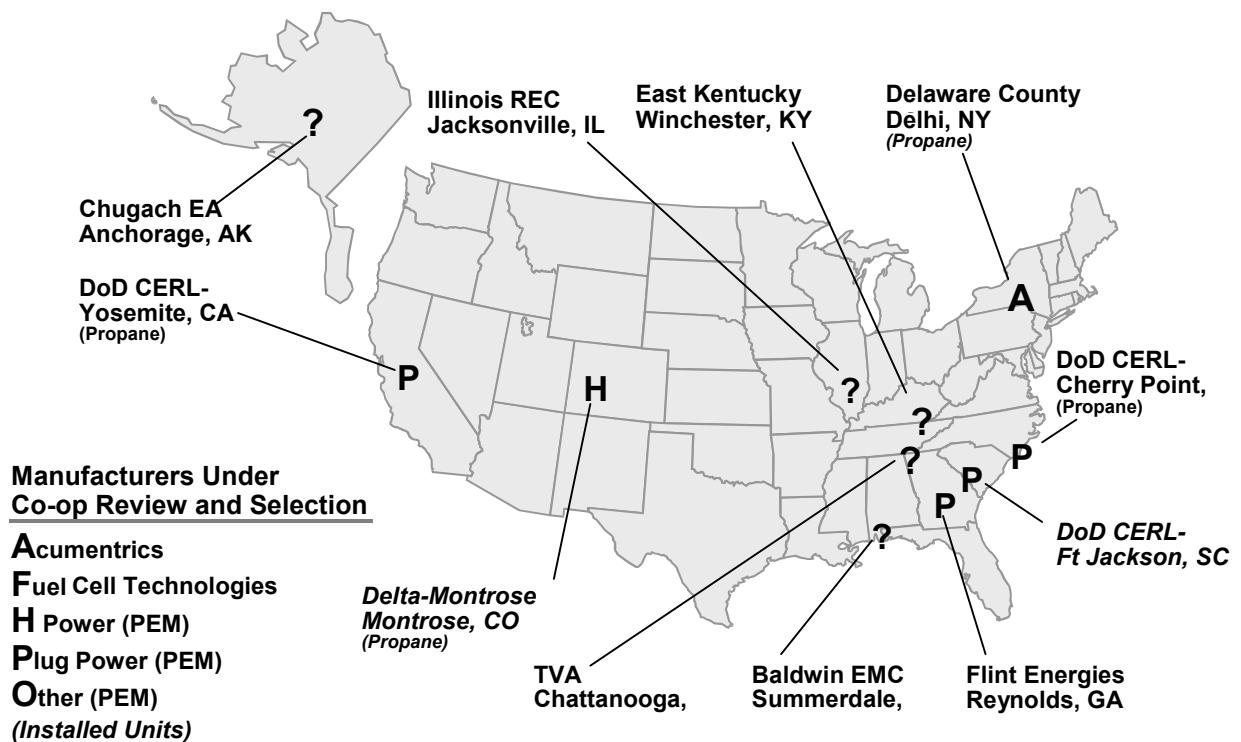 Illinois REC
Jacksonville, IL
East Kentucky
Winchester, KY
Delaware County
Delhi, NY
(Propane)
?
Chugach EA
Anchorage, AK
DoD CERL-
Yosemite, CA
(Propane)
A
P
H
?
?
?
DoD CERL-
Cherry Point,
(Propane)
P
P
P
?
Manufacturers Under
Co-op Review and Selection
Acumentrics
Fuel Cell Technologies
H Power (PEM)
Plug Power (PEM)
Other (PEM)
(Installed Units)
DoD CERL-
Ft Jackson, SC
Delta-Montrose
Montrose, CO
(Propane)
TVA
Chattanooga,
Baldwin EMC
Summerdale,
Flint Energies
Reynolds, GA